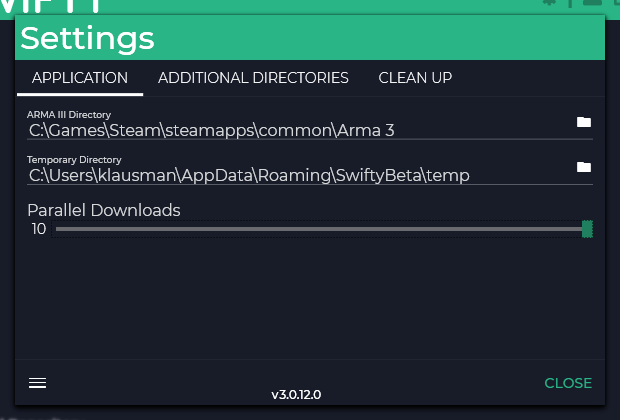 Settings
APPLICATION ADDITIONAL DIRECTORIES CLEAN UP
ARMA III Directory
C:\Games\Steam\steamapps\common\Arma 3
Temporary Directory
C:\Users\klausman\AppData\Roaming\SwiftyBeta\temp
Parallel Downloads
10
CLOSE
v3.0.12.0